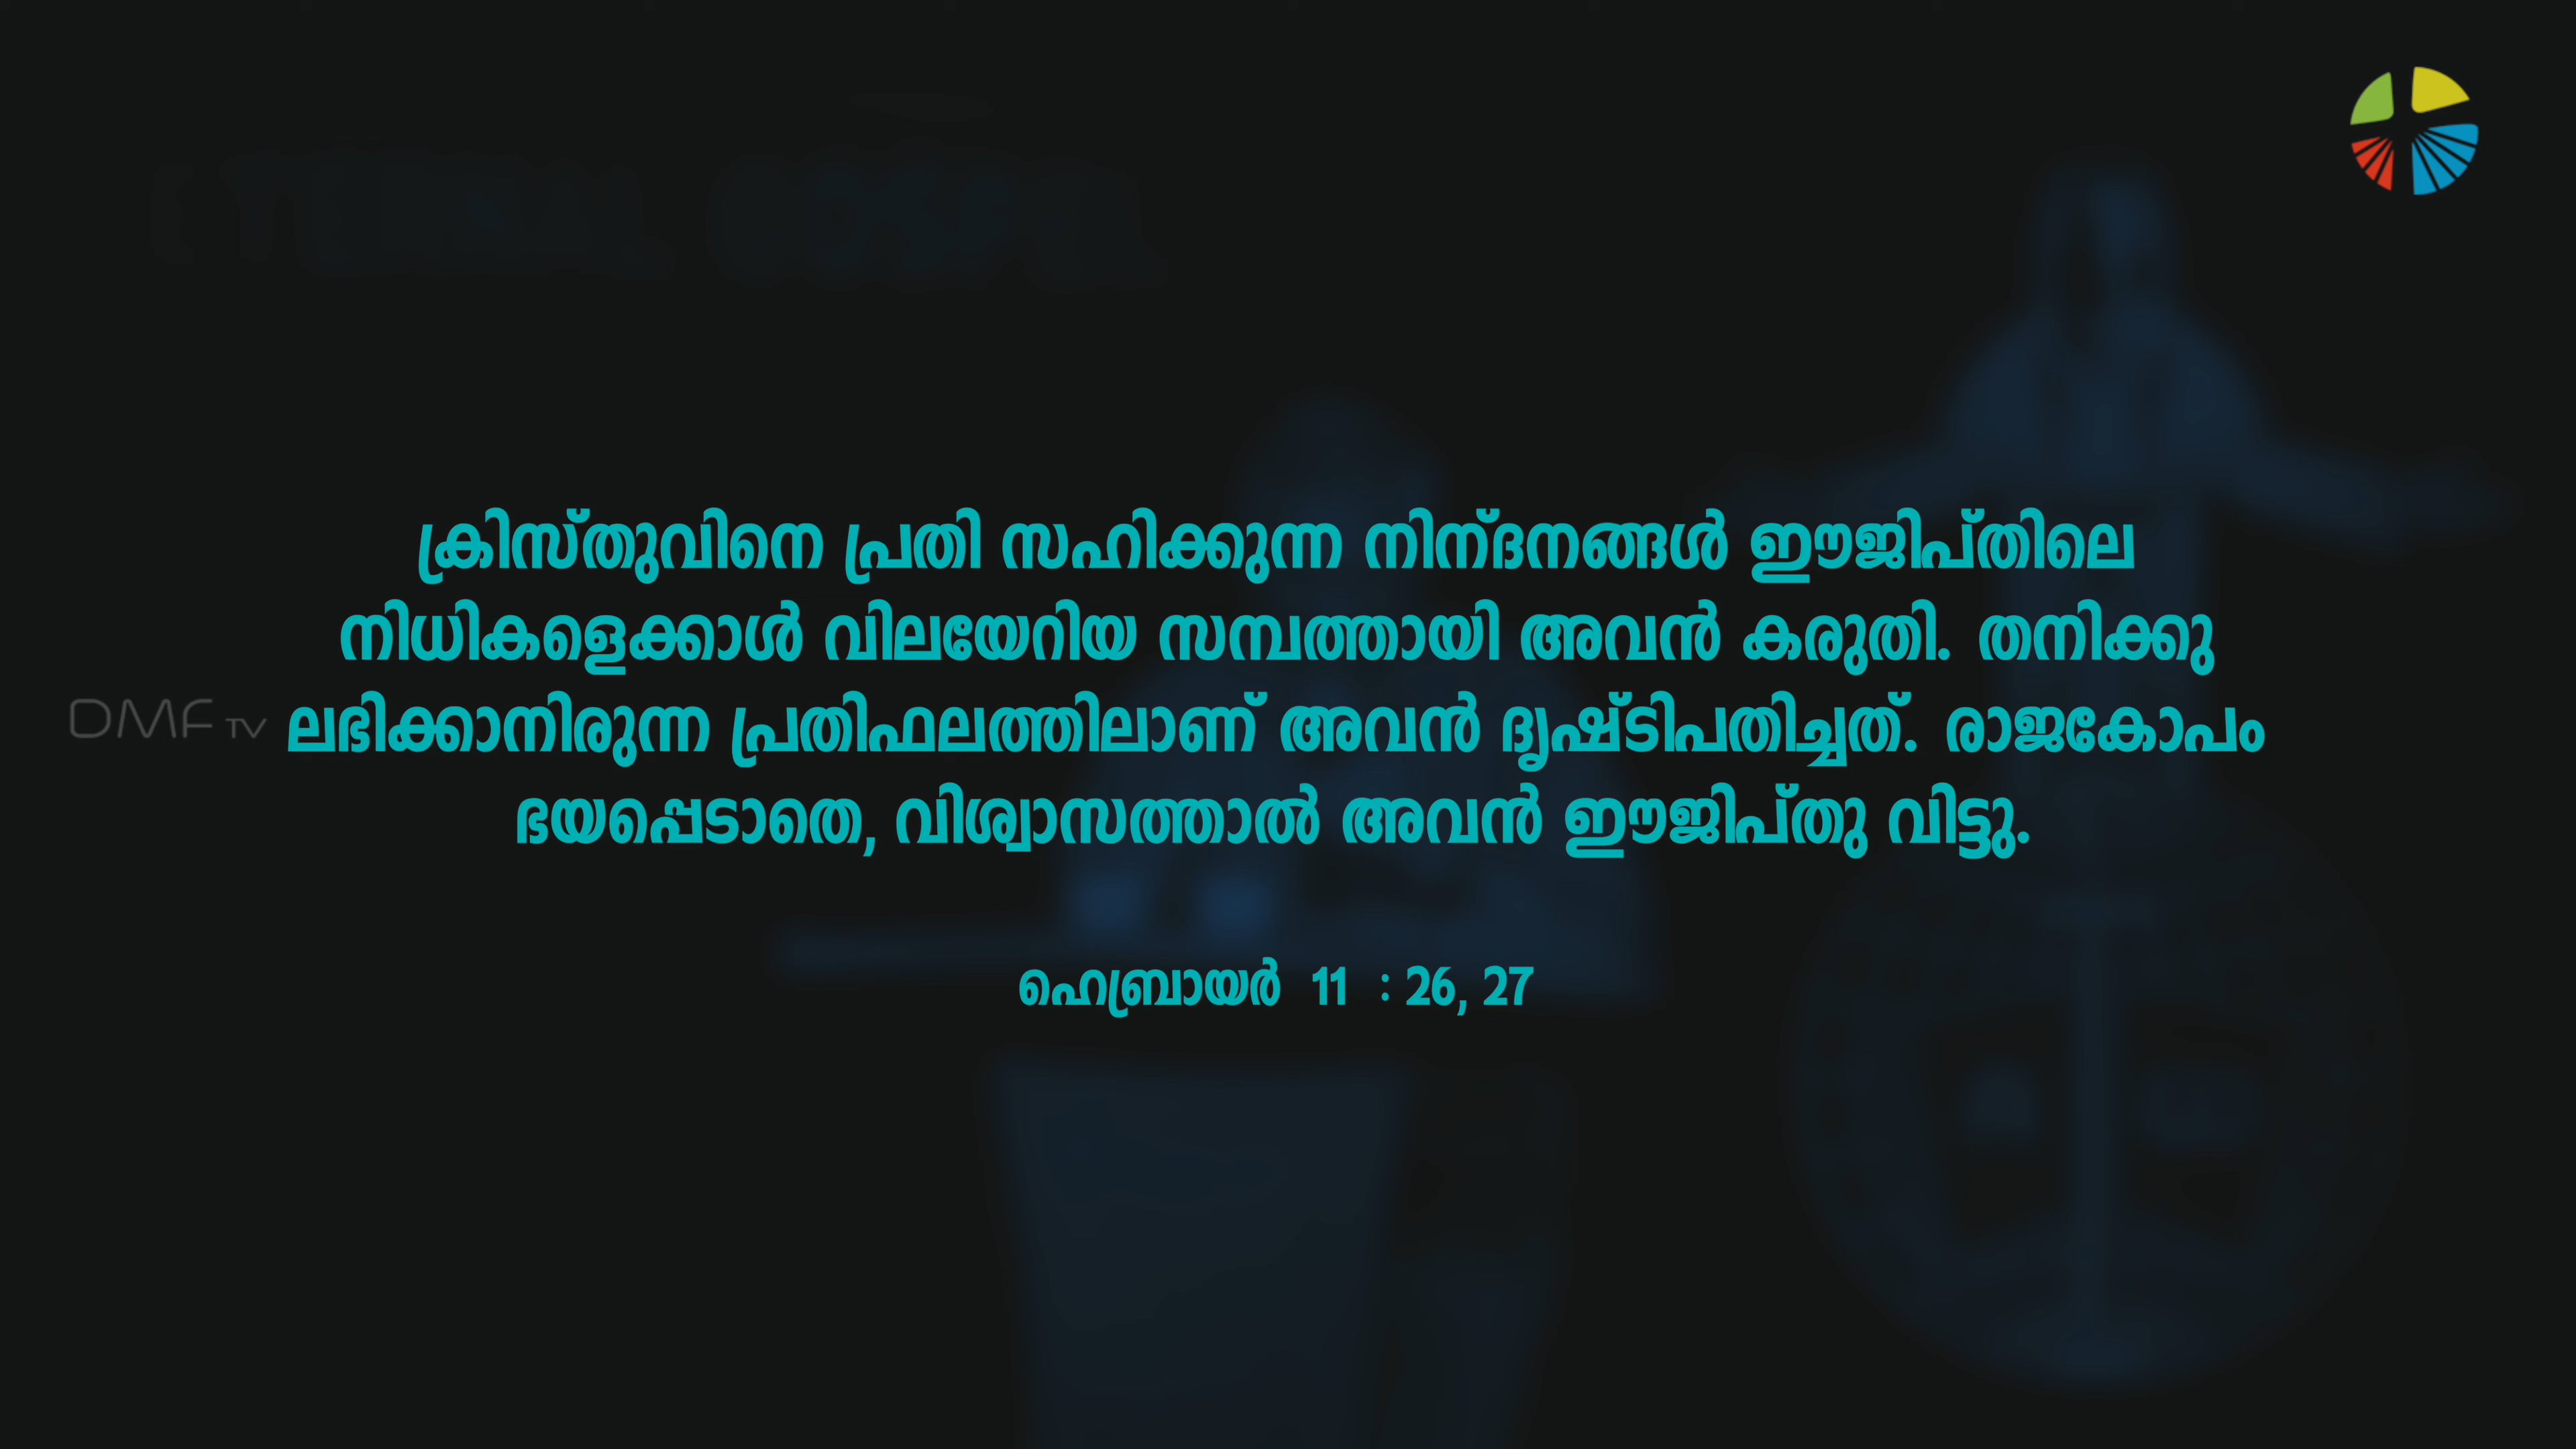 ക്രിസ്തുവിനെ പ്രതി സഹിക്കുന്ന നിന്ദനങ്ങൾ ഈജിപ്തിലെ
നിധികളെക്കാൾ വിലയേറിയ സമ്പത്തായി അവൻ കരുതി. തനിക്കു
DMF TV
ലഭിക്കാനിരുന്ന പ്രതിഫലത്തിലാണ് അവൻ ദൃഷ്ടിപതിച്ചത്. രാജകോപം
ഭയപ്പെടാതെ, വിശ്വാസത്താൽ അവൻ ഈജിപ്തു വിട്ടു.
ഹെബ്രായർ 11 : 26, 27